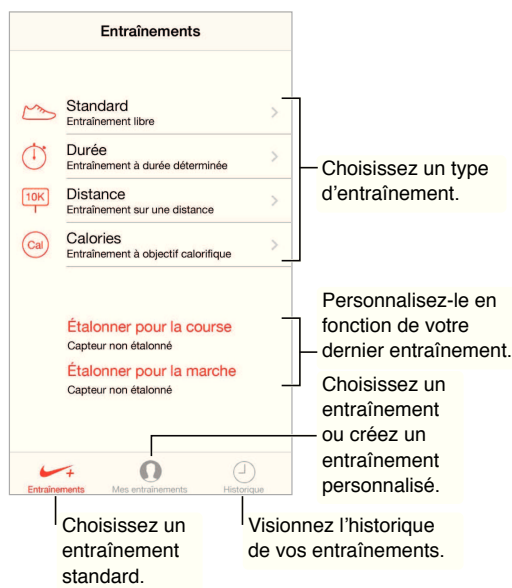 Entraînements
Standard
Entraînement libre
Durée
Entraînement à durée déterminée
10K
Distance
Entraînement sur une distance
Cal
Calories
Entraînement à objectif calorifique
Choisissez un type
d’entraînement.
Étalonner pour la course
Capteur non étalonné
Étalonner pour la marche
Capteur non étalonné
Personnalisez-le en
fonction de votre
dernier entraînement.
Choisissez un
entraînement
ou créez un
entraînement
personnalisé.
Entraînements
Mes entraînements
Historique
Choisissez un
entraînement
standard.
Visionnez l’historique
de vos entraînements.